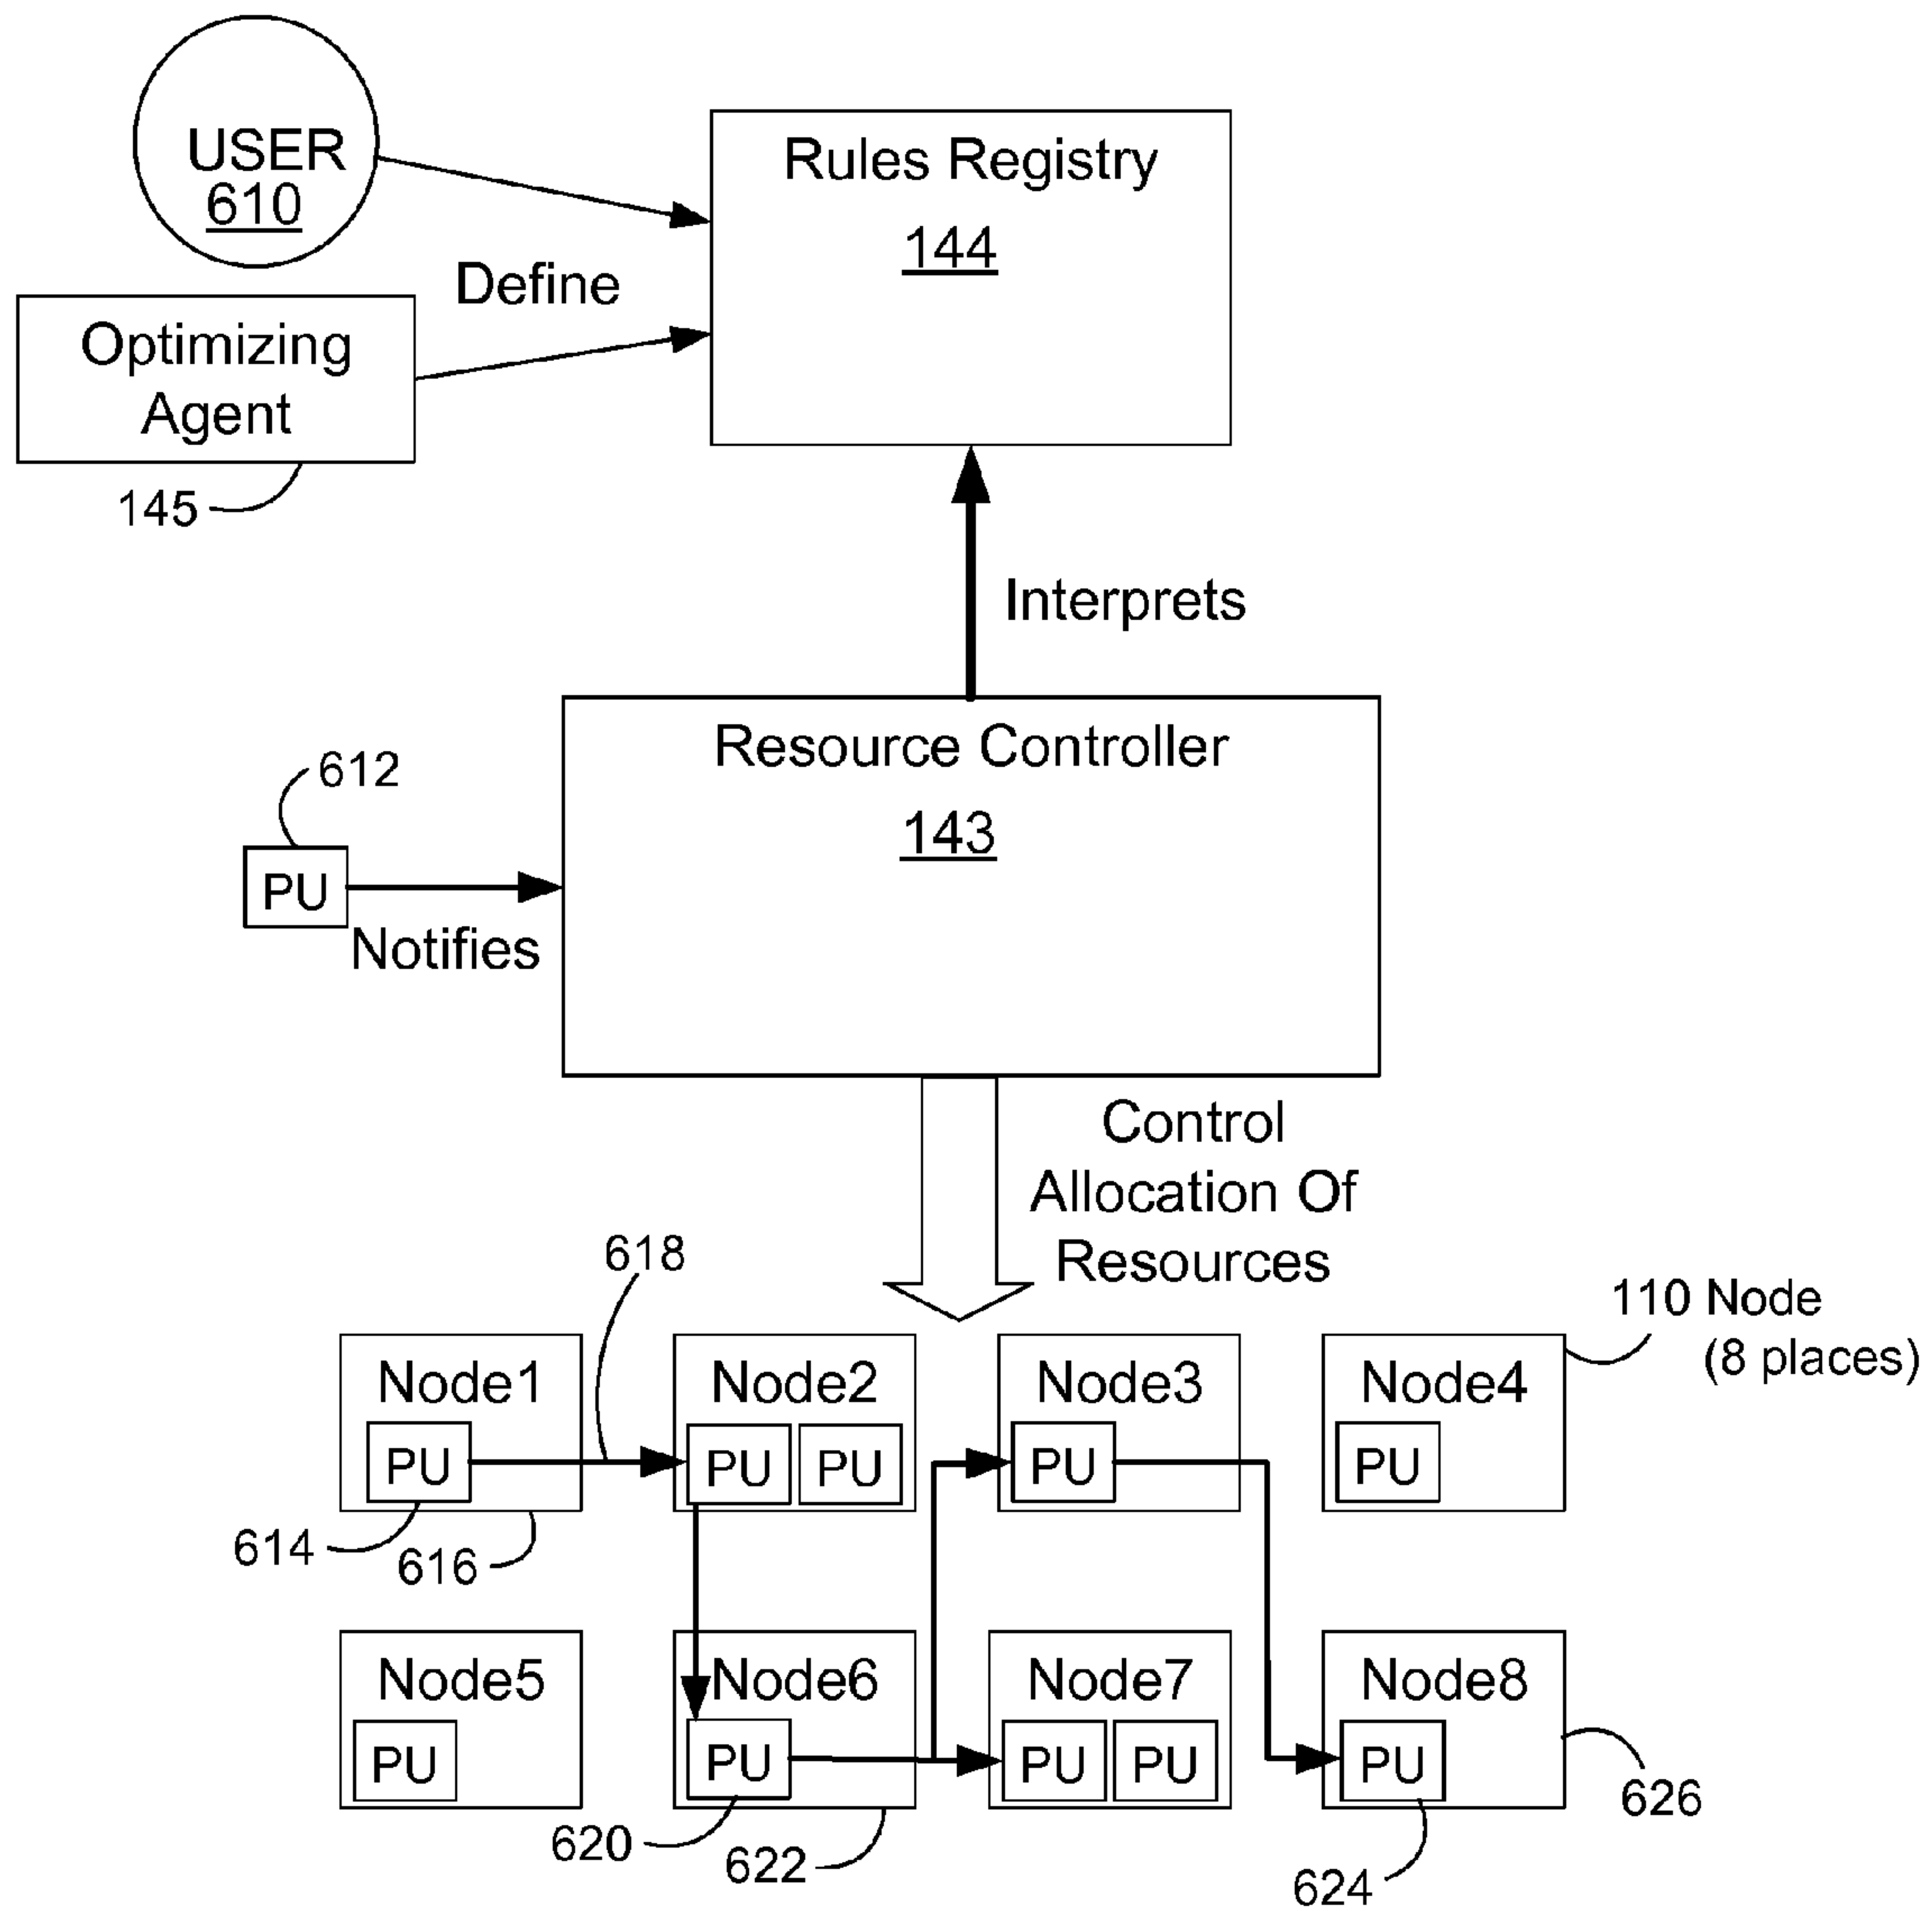 USER
610
Rules Registry
144
Define
Optimizing
Agent
145
Interprets
Resource Controller
143
612
PU
Notifies
Control
Allocation Of
Resources
618
110 Node
(8 places)
Node1
PU
Node2
PU PU
Node3
PU
Node4
PU
614
616
Node5
PU
Node6
PU
Node7
PU PU
Node8
PU
620
622
624
626